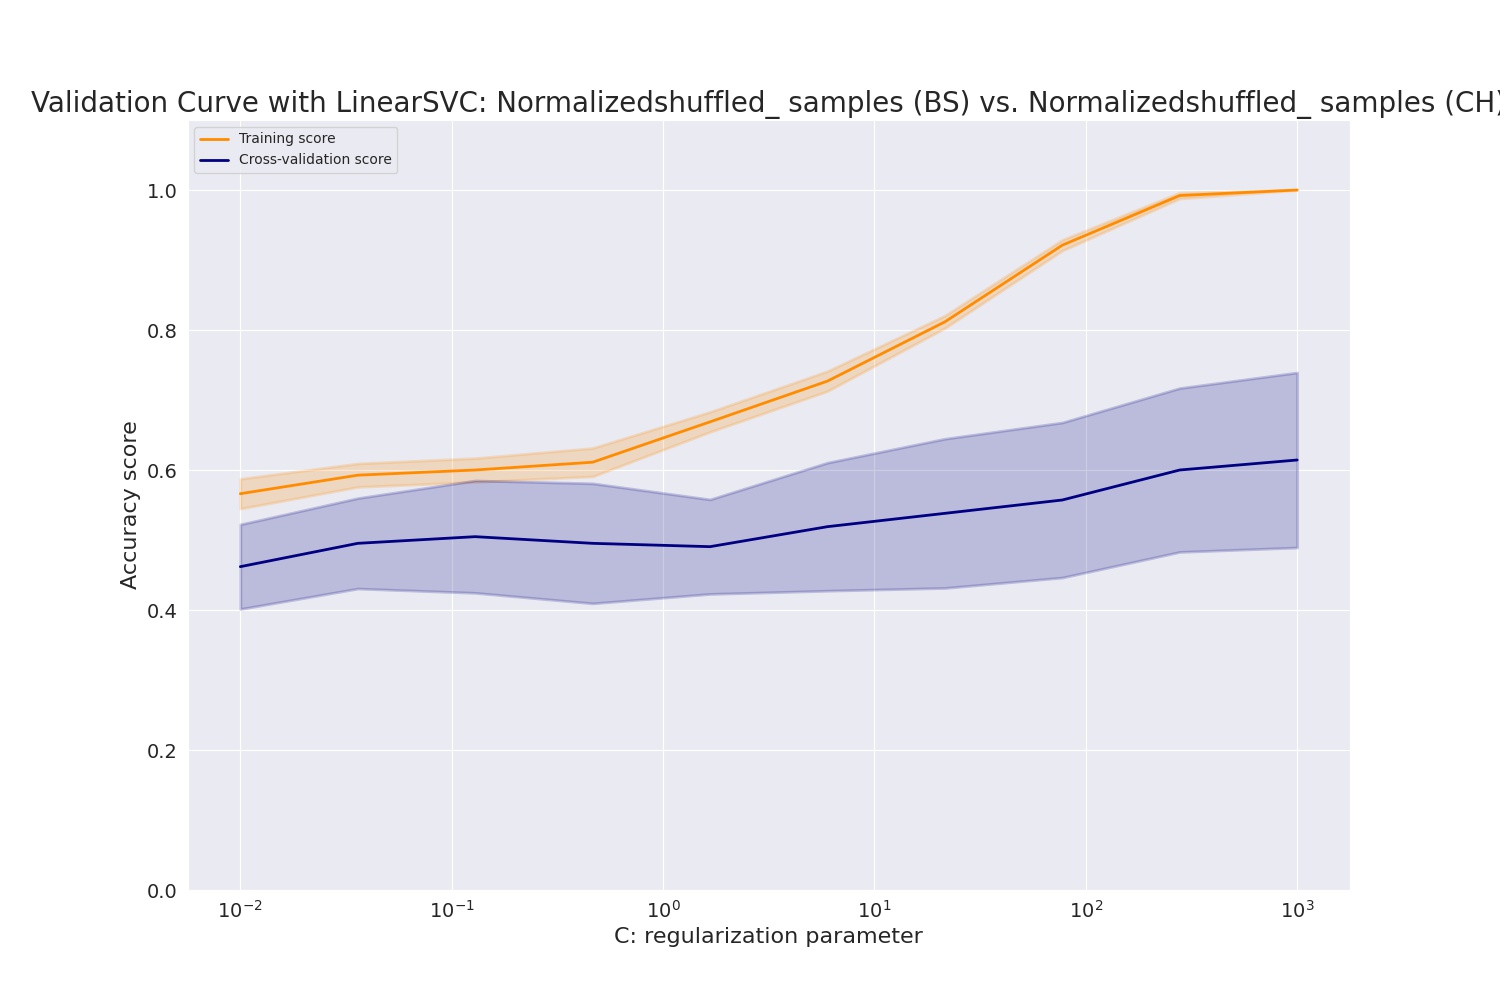 Validation Curve with LinearSVC: Normalizedshuffled_ samples (BS) vs. Normalizedshuffled_ samples (CH)
Training score
Cross-validation score
1.0
0.8
0.6
0.4
0.2
0.0
Accuracy score
10⁻² 10⁻¹ 10⁰ 10¹ 10² 10³
C: regularization parameter